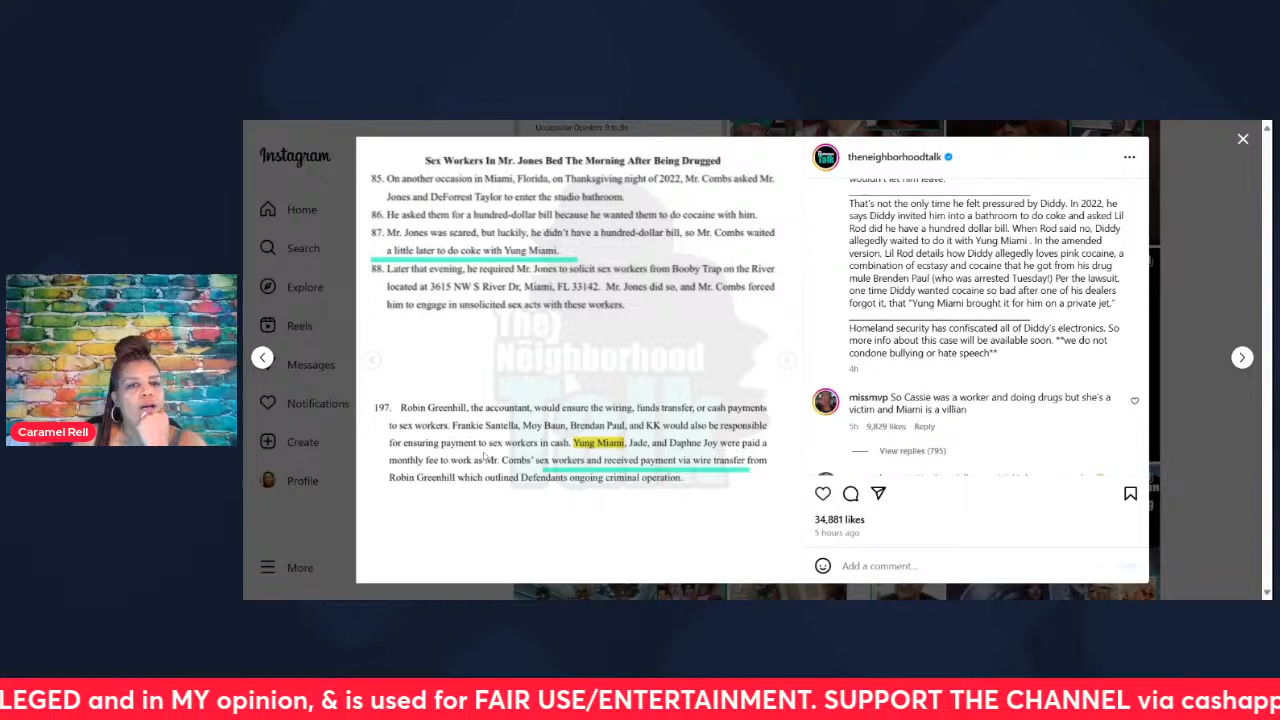 Unpopular Opinion: 9 to 5s
Instagram
Home
Search
Explore
Reels
Messages
Notifications
Create
Profile
More
Caramel Rell
Sex Workers In Mr. Jones Bed The Morning After Being Drugged
85. On another occasion in Miami, Florida, on Thanksgiving night of 2022, Mr. Combs asked Mr.
Jones and DeForrest Taylor to enter the studio bathroom.
86. He asked them for a hundred-dollar bill because he wanted them to do cocaine with him.
87. Mr. Jones was scared, but luckily, he didn't have a hundred-dollar bill, so Mr. Combs waited
a little later to do coke with Yung Miami.
88. Later that evening, he required Mr. Jones to solicit sex workers from Booby Trap on the River
located at 3615 NW S River Dr, Miami, FL 33142. Mr. Jones did so, and Mr. Combs forced
him to engage in unsolicited sex acts with these workers.
The
Neighborhood
Talk
197. Robin Greenhill, the accountant, would ensure the wiring, funds transfer, or cash payments
to sex workers. Frankie Santella, Moy Baun, Brendan Paul, and KK would also be responsible
for ensuring payment to sex workers in cash. Yung Miami, Jade, and Daphne Joy were paid a
monthly fee to work as Mr. Combs' sex workers and received payment via wire transfer from
Robin Greenhill which outlined Defendants ongoing criminal operation.
Talk
theneighborhoodtalk
wouldn't let him leave.
That's not the only time he felt pressured by Diddy. In 2022, he
says Diddy invited him into a bathroom to do coke and asked Lil
Rod did he have a hundred dollar bill. When Rod said no, Diddy
allegedly waited to do it with Yung Miami . In the amended
version, Lil Rod details how Diddy allegedly loves pink cocaine, a
combination of ecstasy and cocaine that he got from his drug
mule Brenden Paul (who was arrested Tuesday!) Per the lawsuit,
one time Diddy wanted cocaine so bad after one of his dealers
forgot it, that "Yung Miami brought it for him on a private jet."
Homeland security has confiscated all of Diddy's electronics. So
more info about this case will be available soon. **we do not
condone bullying or hate speech**
4h
missmvp So Cassie was a worker and doing drugs but she's a
victim and Miami is a villian
5h 9,829 likes Reply
View replies (795)
34,881 likes
5 hours ago
Add a comment...
LEGED and in MY opinion, & is used for FAIR USE/ENTERTAINMENT. SUPPORT THE CHANNEL via cashapp